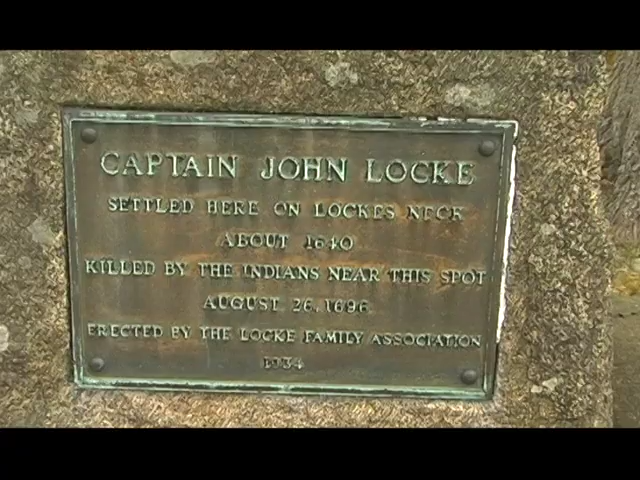 CAPTAIN JOHN LOCKE
SETTLED HERE ON LOCKES NECK
ABOUT 1640
KILLED BY THE INDIANS NEAR THIS SPOT
AUGUST 26, 1696
ERECTED BY THE LOCKE FAMILY ASSOCIATION
1934